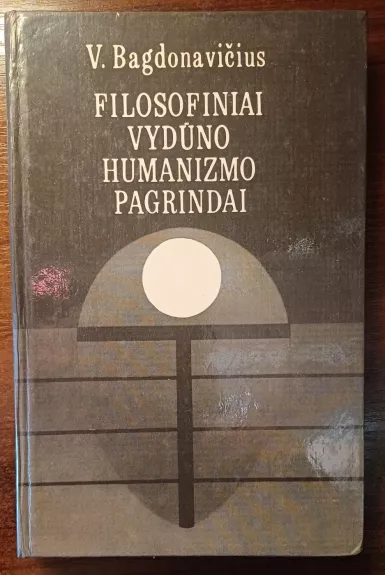 V. Bagdonavičius
FILOSOFINIAI
VYDŪNO
HUMANIZMO
PAGRINDAI